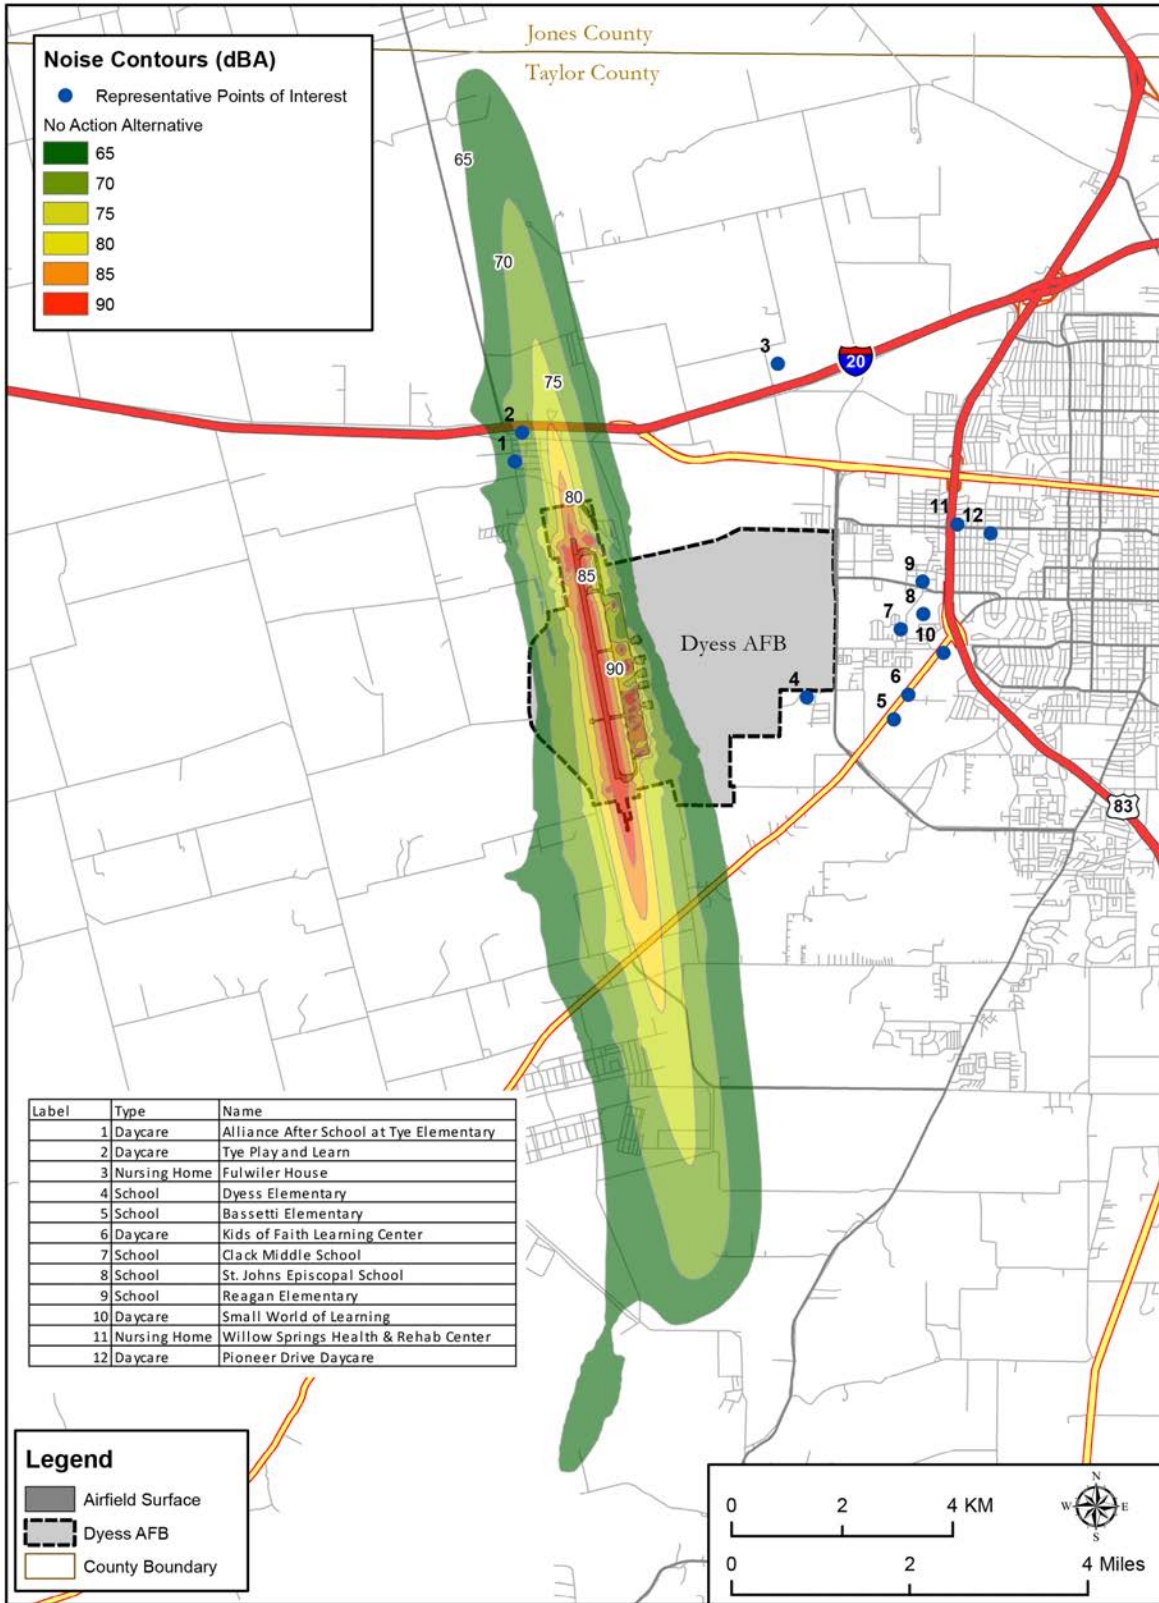 Jones County
Taylor County
Noise Contours (dBA)
Representative Points of Interest
No Action Alternative
65
70
75
80
85
90
65
70
75
80
85
90
3
20
2
1
11
12
9
8
7
10
Dyess AFB
4
6
5
83
Label Type Name
1 Daycare Alliance After School at Tye Elementary
2 Daycare Tye Play and Learn
3 Nursing Home Fulwiler House
4 School Dyess Elementary
5 School Bassetti Elementary
6 Daycare Kids of Faith Learning Center
7 School Clack Middle School
8 School St. Johns Episcopal School
9 School Reagan Elementary
10 Daycare Small World of Learning
11 Nursing Home Willow Springs Health & Rehab Center
12 Daycare Pioneer Drive Daycare
Legend
Airfield Surface
Dyess AFB
County Boundary
0 2 4 KM
0 2 4 Miles
N
W E
S